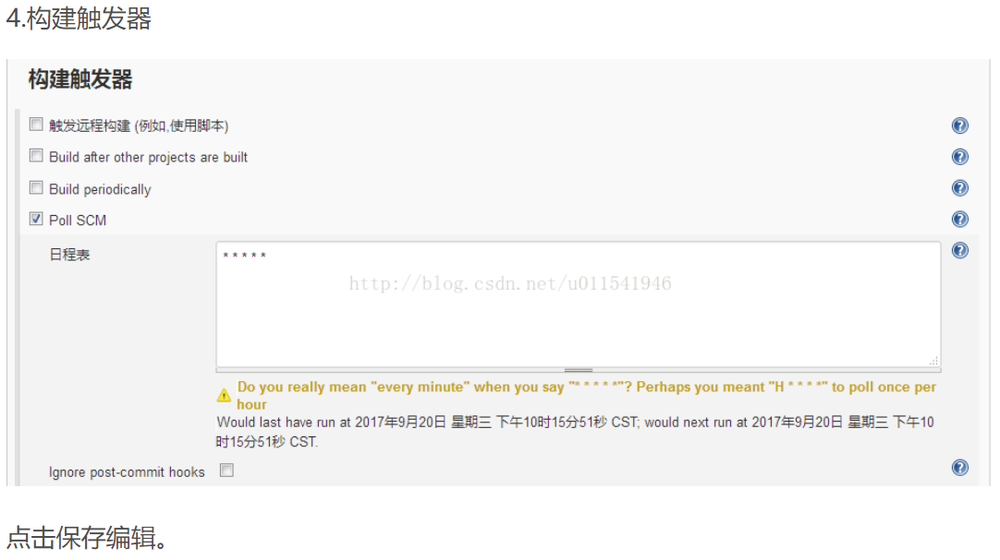 4.构建触发器
构建触发器
触发远程构建 (例如,使用脚本)
Build after other projects are built
Build periodically
Poll SCM
日程表
* * * * *
http://blog.csdn.net/u011541946
Do you really mean "every minute" when you say "* * * * *"? Perhaps you meant "H * * * *" to poll once per
hour
Would last have run at 2017年9月20日 星期三 下午10时15分51秒 CST; would next run at 2017年9月20日 星期三 下午10
时15分51秒 CST.
Ignore post-commit hooks
点击保存编辑。